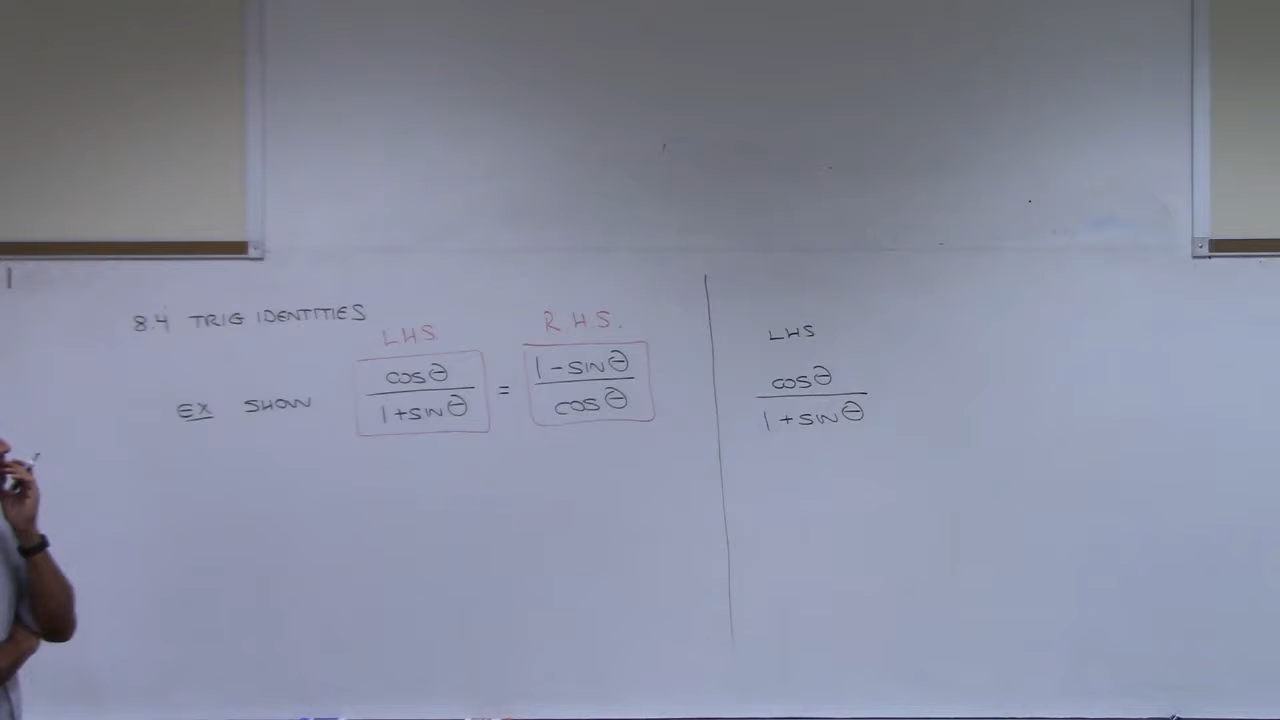 8.4 TRIG IDENTITIES
L.H.S.
R.H.S.
EX SHOW cosθ / 1+sinθ = 1-sinθ / cosθ
LHS
cosθ
1+sinθ